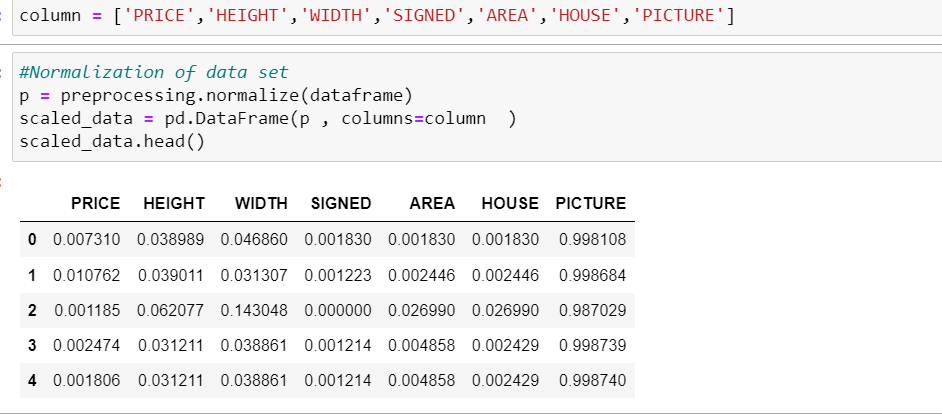 column = ['PRICE','HEIGHT','WIDTH','SIGNED','AREA','HOUSE','PICTURE']
#Normalization of data set
p = preprocessing.normalize(dataframe)
scaled_data = pd.DataFrame(p , columns=column  )
scaled_data.head()
PRICE HEIGHT WIDTH SIGNED AREA HOUSE PICTURE
0 0.007310 0.038989 0.046860 0.001830 0.001830 0.001830 0.998108
1 0.010762 0.039011 0.031307 0.001223 0.002446 0.002446 0.998684
2 0.001185 0.062077 0.143048 0.000000 0.026990 0.026990 0.987029
3 0.002474 0.031211 0.038861 0.001214 0.004858 0.002429 0.998739
4 0.001806 0.031211 0.038861 0.001214 0.004858 0.002429 0.998740